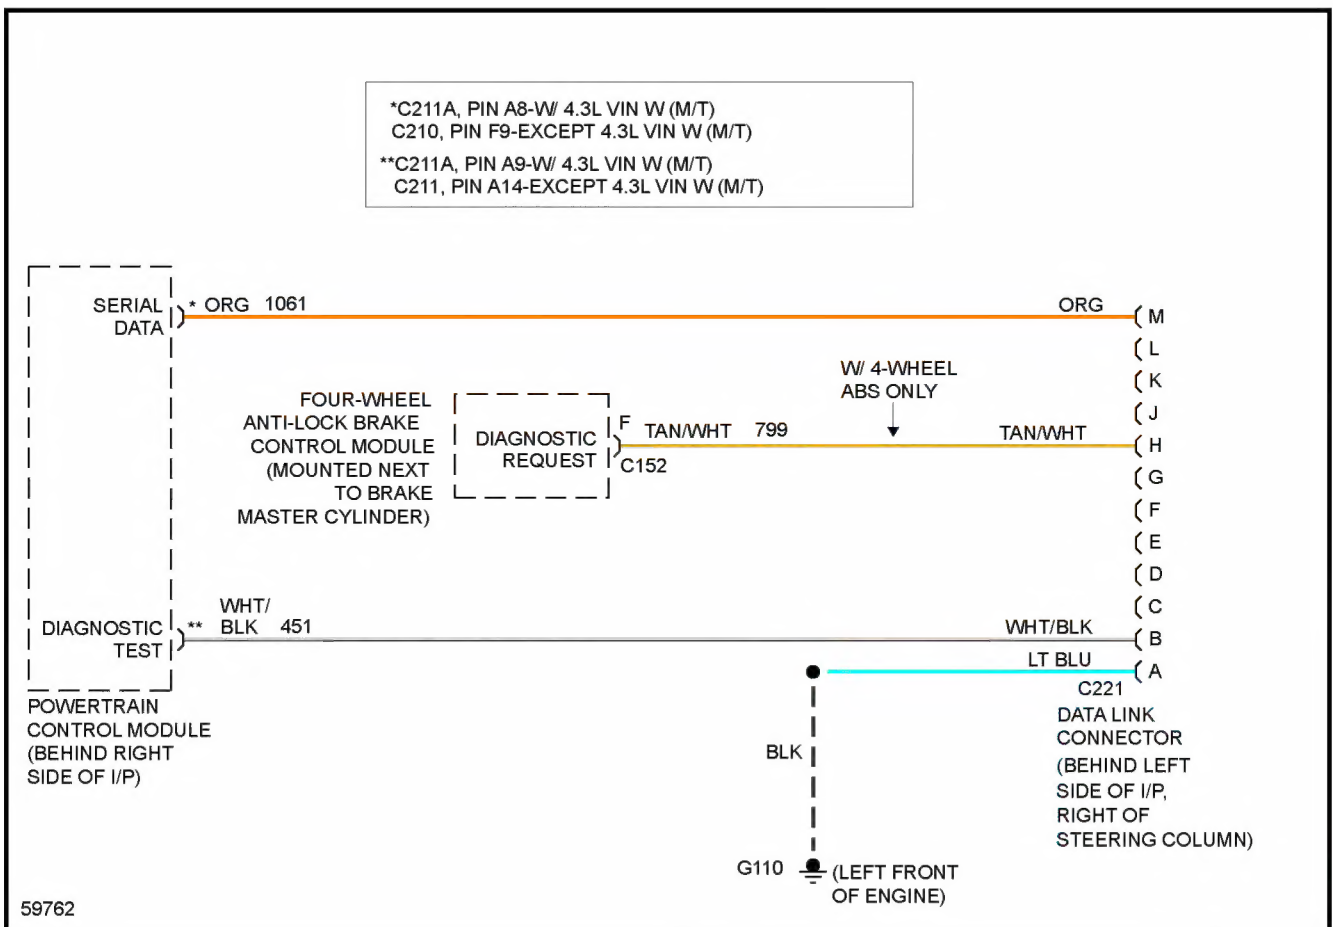 *C211A, PIN A8-W/ 4.3L VIN W (M/T)
C210, PIN F9-EXCEPT 4.3L VIN W (M/T)
**C211A, PIN A9-W/ 4.3L VIN W (M/T)
C211, PIN A14-EXCEPT 4.3L VIN W (M/T)
SERIAL
DATA
* ORG 1061
ORG
M
L
K
J
H
G
F
E
D
C
B
A
W/ 4-WHEEL
ABS ONLY
FOUR-WHEEL
ANTI-LOCK BRAKE
CONTROL MODULE
(MOUNTED NEXT
TO BRAKE
MASTER CYLINDER)
DIAGNOSTIC
REQUEST
F
C152
TAN/WHT 799
TAN/WHT
DIAGNOSTIC
TEST
WHT/
** BLK 451
WHT/BLK
LT BLU
C221
DATA LINK
CONNECTOR
(BEHIND LEFT
SIDE OF I/P,
RIGHT OF
STEERING COLUMN)
POWERTRAIN
CONTROL MODULE
(BEHIND RIGHT
SIDE OF I/P)
BLK
G110
(LEFT FRONT
OF ENGINE)
59762